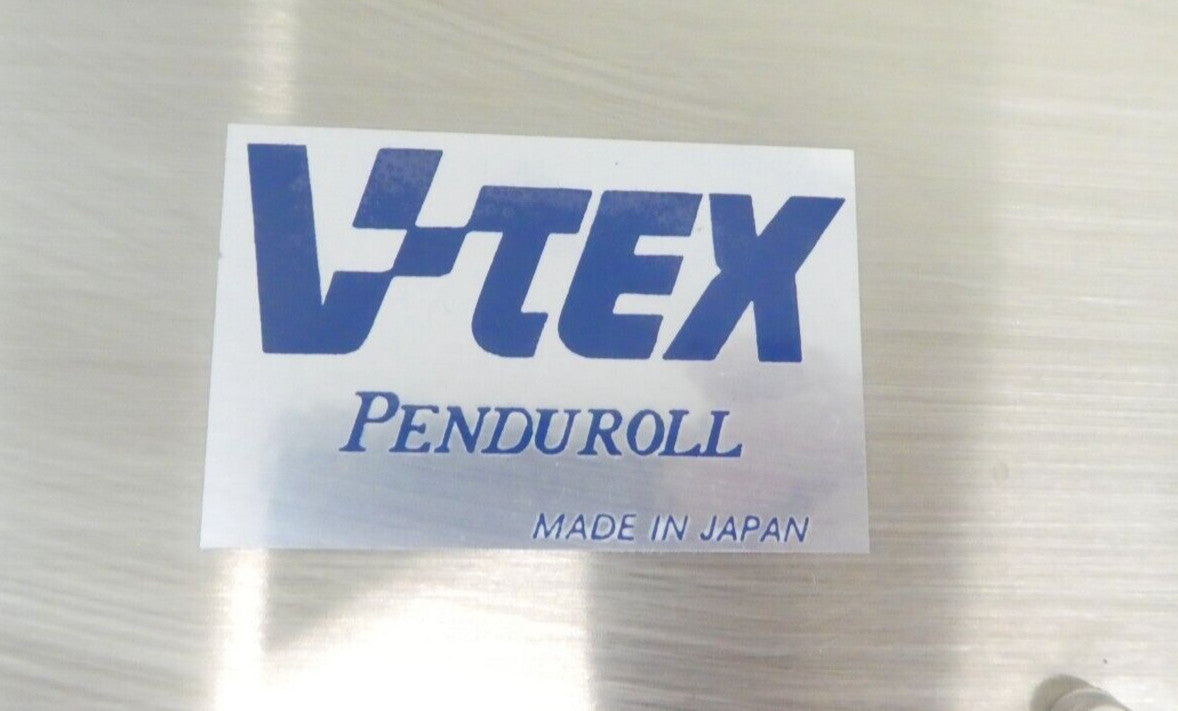 V-TEX
PENDUROLL
MADE IN JAPAN